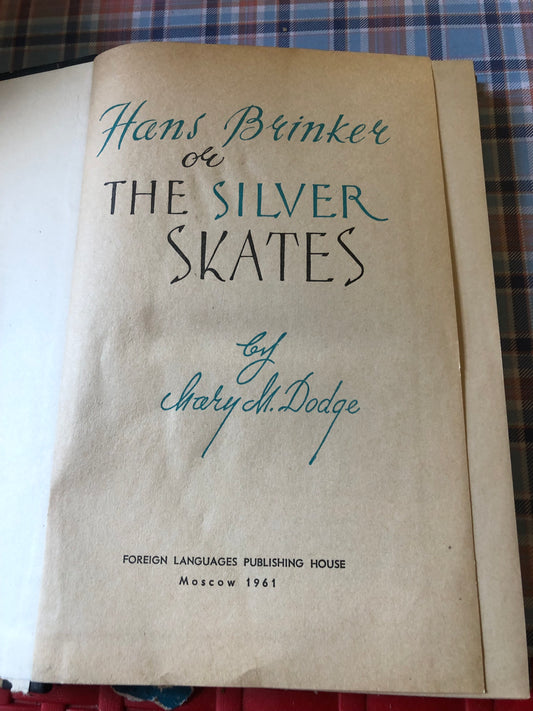 Hans Brinker
or
THE SILVER
SKATES
by
Mary M. Dodge
FOREIGN LANGUAGES PUBLISHING HOUSE
Moscow 1961